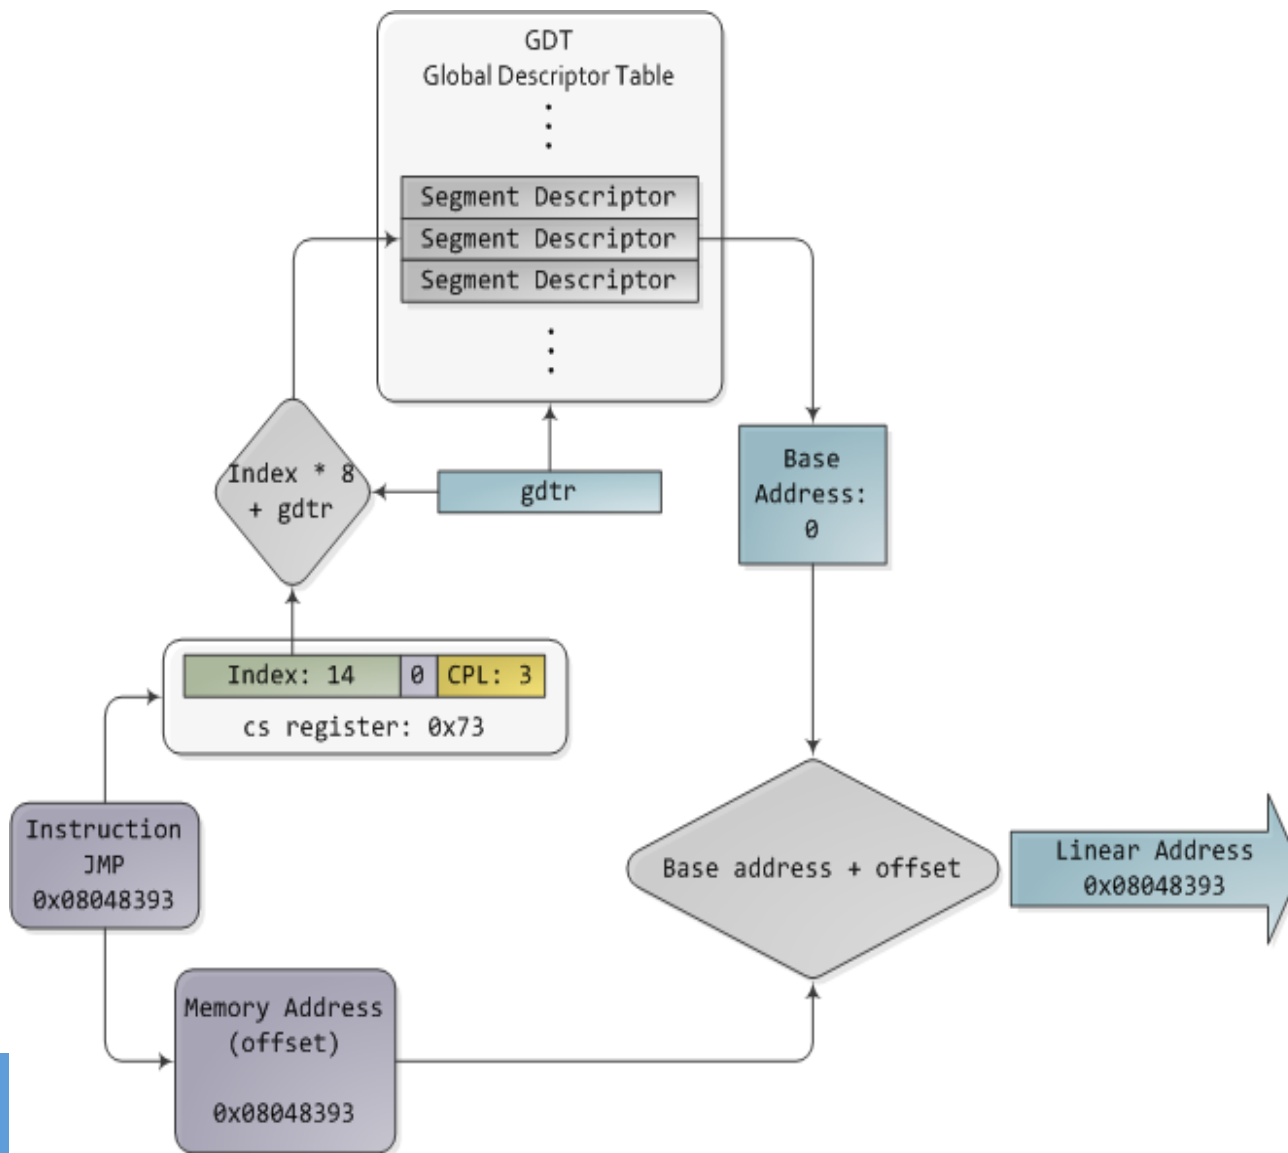 GDT
Global Descriptor Table
Segment Descriptor
Segment Descriptor
Segment Descriptor
Index * 8
+ gdtr
gdtr
Base
Address:
0
Index: 14 0 CPL: 3
cs register: 0x73
Instruction
JMP
0x08048393
Base address + offset
Linear Address
0x08048393
Memory Address
(offset)
0x08048393